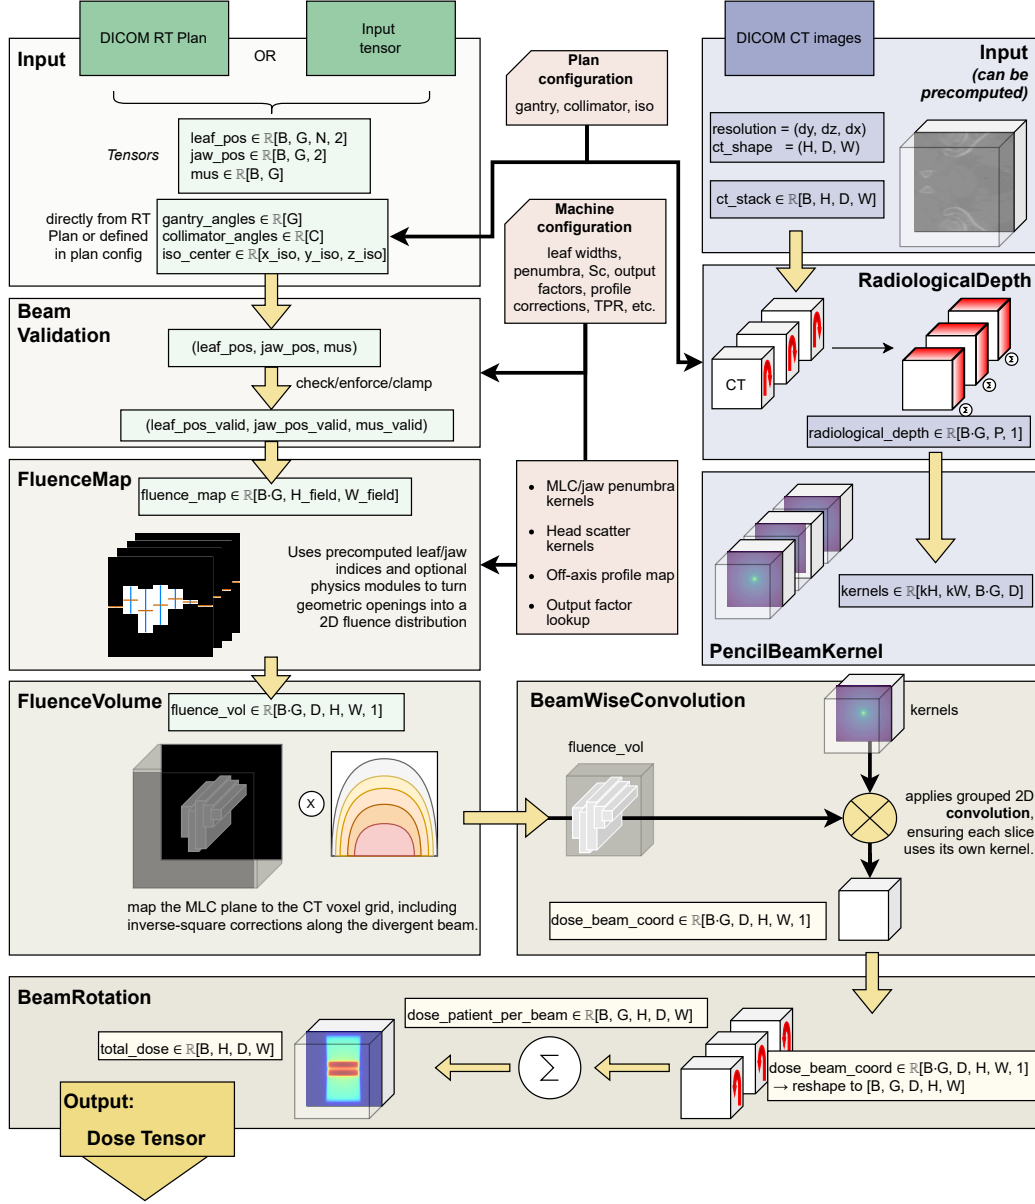 DICOM RT Plan
Input
tensor
Input
OR
Tensors
leaf_pos ∈ ℝ[B, G, N, 2]
jaw_pos ∈ ℝ[B, G, 2]
mus ∈ ℝ[B, G]
directly from RT
Plan or defined
in plan config
gantry_angles ∈ ℝ[G]
collimator_angles ∈ ℝ[C]
iso_center ∈ ℝ[x_iso, y_iso, z_iso]
Plan
configuration
gantry, collimator, iso
Machine
configuration
leaf widths,
penumbra, Sc, output
factors, profile
corrections, TPR, etc.
DICOM CT images
Input
(can be
precomputed)
resolution = (dy, dz, dx)
ct_shape = (H, D, W)
ct_stack ∈ ℝ[B, H, D, W]
Beam
Validation
(leaf_pos, jaw_pos, mus)
check/enforce/clamp
(leaf_pos_valid, jaw_pos_valid, mus_valid)
RadiologicalDepth
CT
Σ
Σ
Σ
radiological_depth ∈ ℝ[B·G, P, 1]
FluenceMap
fluence_map ∈ ℝ[B·G, H_field, W_field]
Uses precomputed leaf/jaw
indices and optional
physics modules to turn
geometric openings into a
2D fluence distribution
• MLC/jaw penumbra
kernels
• Head scatter
kernels
• Off-axis profile map
• Output factor
lookup
kernels ∈ ℝ[kH, kW, B·G, D]
PencilBeamKernel
FluenceVolume
fluence_vol ∈ ℝ[B·G, D, H, W, 1]
X
map the MLC plane to the CT voxel grid, including
inverse-square corrections along the divergent beam.
BeamWiseConvolution
kernels
fluence_vol
applies grouped 2D
convolution,
ensuring each slice
uses its own kernel.
dose_beam_coord ∈ ℝ[B·G, D, H, W, 1]
BeamRotation
dose_patient_per_beam ∈ ℝ[B, G, H, D, W]
total_dose ∈ ℝ[B, H, D, W]
∑
dose_beam_coord ∈ ℝ[B·G, D, H, W, 1]
→ reshape to [B, G, D, H, W]
Output:
Dose Tensor